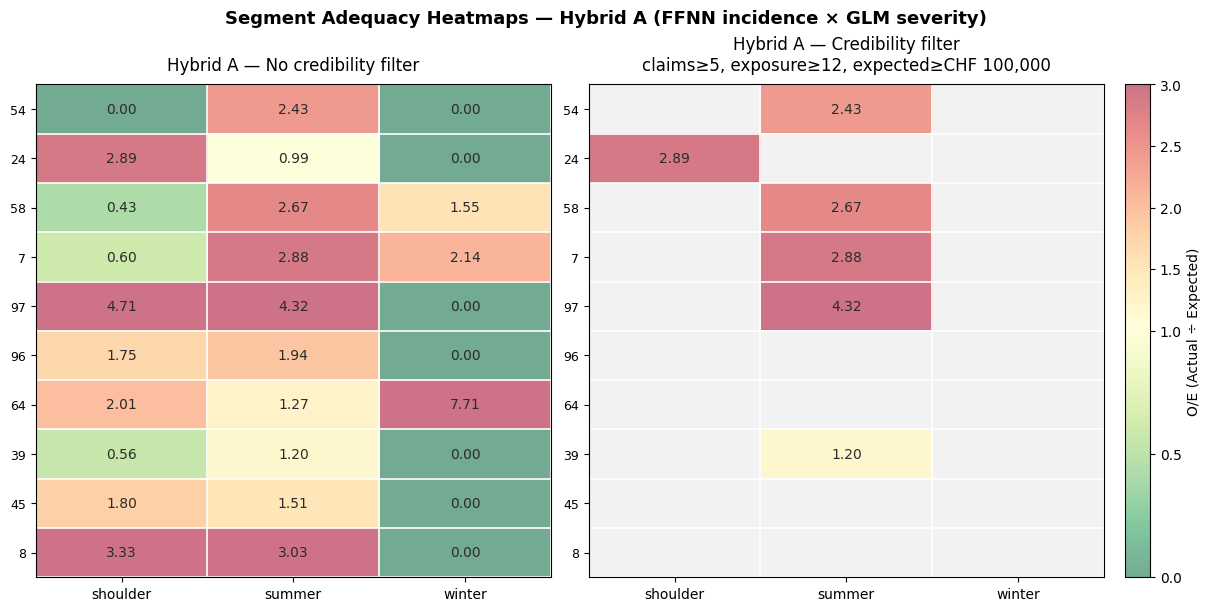 Segment Adequacy Heatmaps — Hybrid A (FFNN incidence × GLM severity)
Hybrid A — No credibility filter
54 0.00 2.43 0.00
24 2.89 0.99 0.00
58 0.43 2.67 1.55
7 0.60 2.88 2.14
97 4.71 4.32 0.00
96 1.75 1.94 0.00
64 2.01 1.27 7.71
39 0.56 1.20 0.00
45 1.80 1.51 0.00
8 3.33 3.03 0.00
shoulder summer winter
Hybrid A — Credibility filter
claims≥5, exposure≥12, expected≥CHF 100,000
54 2.43
24 2.89
58 2.67
7 2.88
97 4.32
96
64
39 1.20
45
8
shoulder summer winter
3.0
2.5
2.0
1.5
1.0
0.5
0.0
O/E (Actual ÷ Expected)